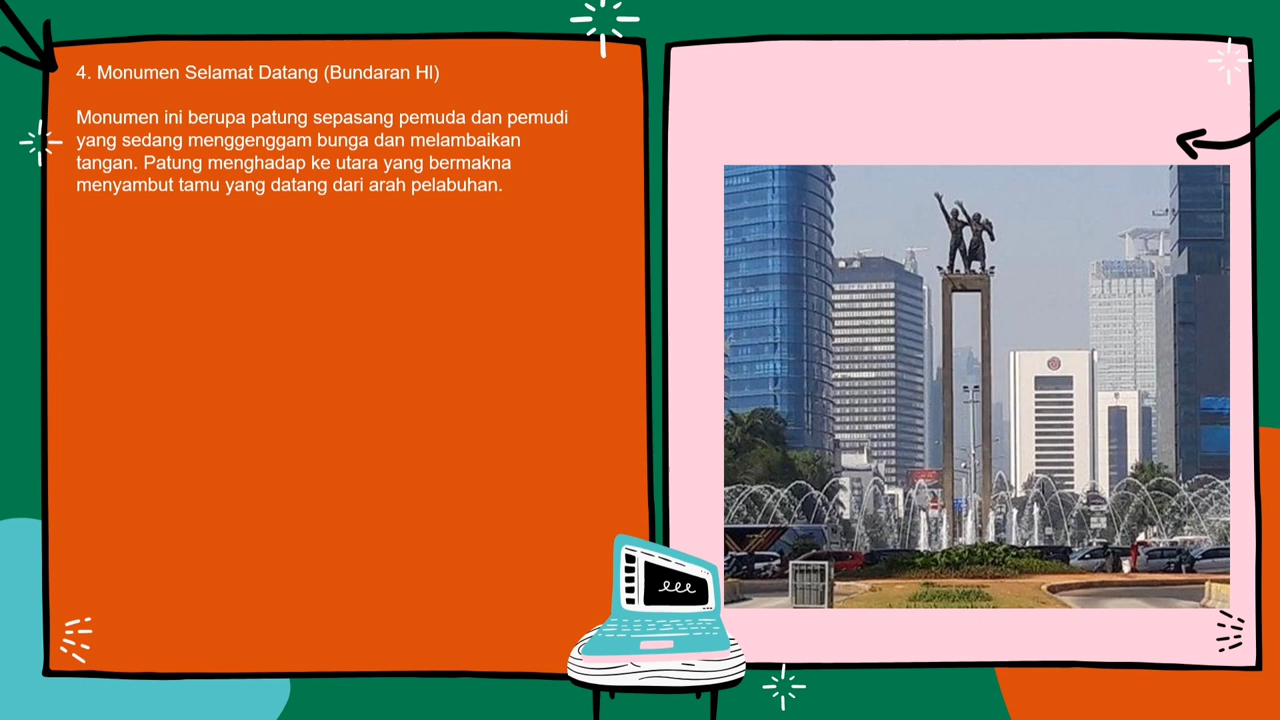 4. Monumen Selamat Datang (Bundaran HI)
Monumen ini berupa patung sepasang pemuda dan pemudi
yang sedang menggenggam bunga dan melambaikan
tangan. Patung menghadap ke utara yang bermakna
menyambut tamu yang datang dari arah pelabuhan.